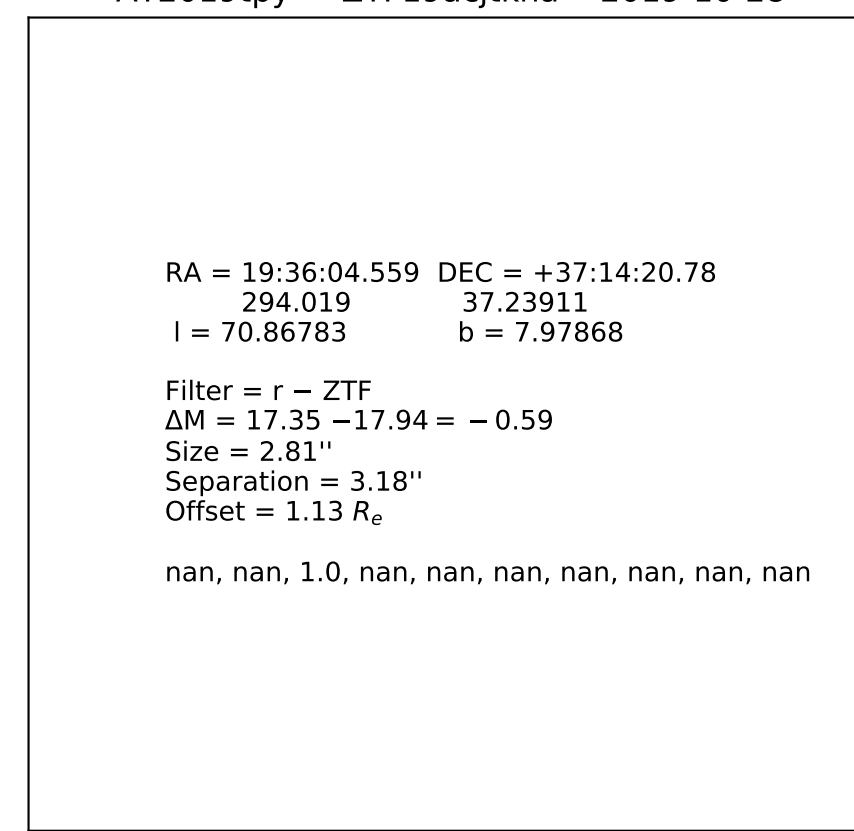 RA = 19:36:04.559 DEC = +37:14:20.78
294.019 37.23911
l = 70.86783 b = 7.97868
Filter = r − ZTF
ΔM = 17.35 −17.94 = − 0.59
Size = 2.81''
Separation = 3.18''
Offset = 1.13 Rₑ
nan, nan, 1.0, nan, nan, nan, nan, nan, nan, nan